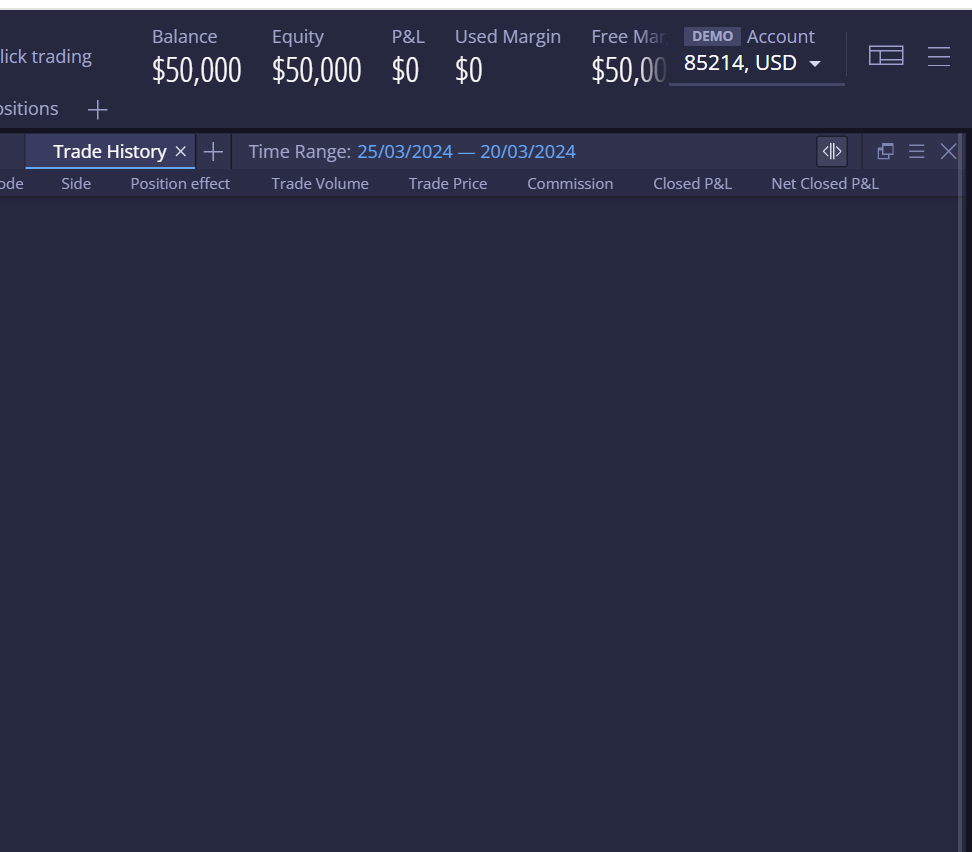 Balance Equity P&L Used Margin Free Mar DEMO Account
lick trading $50,000 $50,000 $0 $0 $50,00 85214, USD
ositions
Trade History Time Range: 25/03/2024 — 20/03/2024
ode Side Position effect Trade Volume Trade Price Commission Closed P&L Net Closed P&L